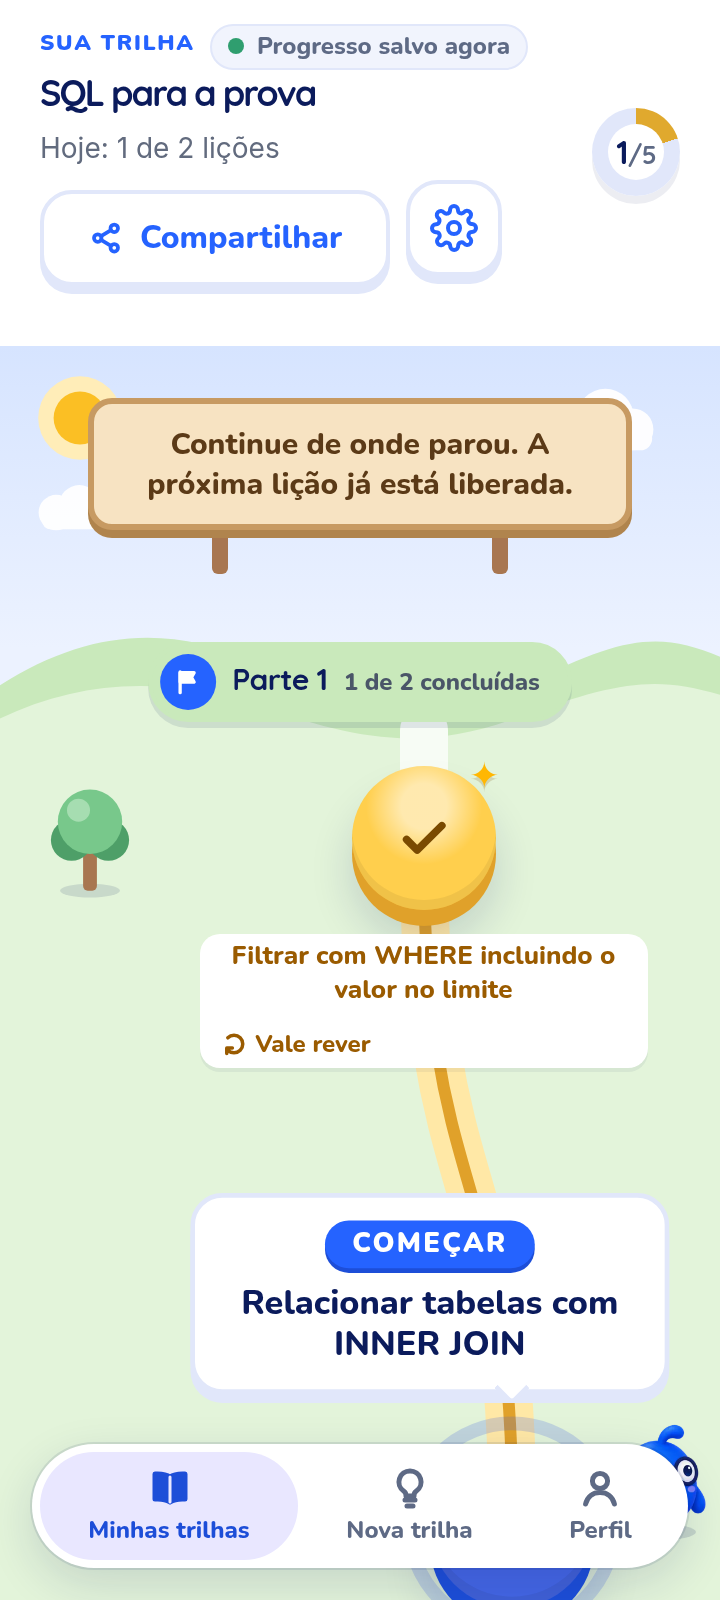 SUA TRILHA
Progresso salvo agora
SQL para a prova
Hoje: 1 de 2 lições
1/5
Compartilhar
Continue de onde parou. A
próxima lição já está liberada.
Parte 1 1 de 2 concluídas
Filtrar com WHERE incluindo o
valor no limite
Vale rever
COMEÇAR
Relacionar tabelas com
INNER JOIN
Minhas trilhas
Nova trilha
Perfil